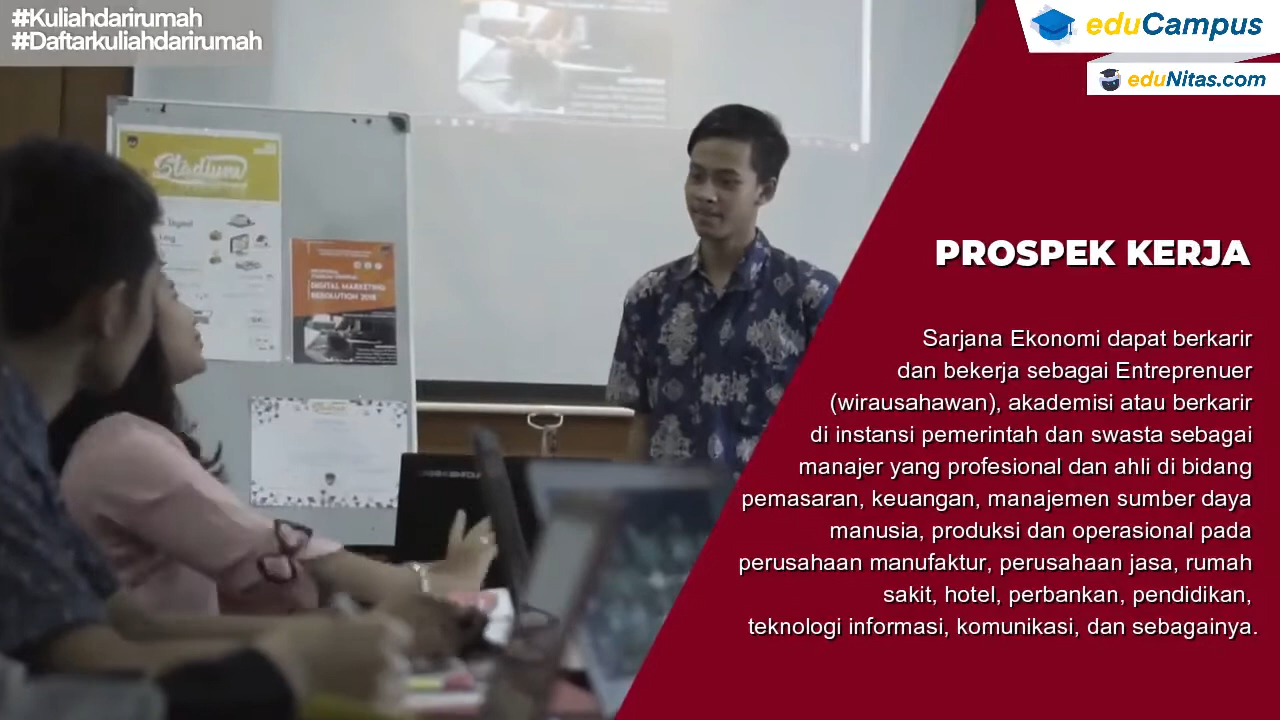 #Kuliahdarirumah
#Daftarkuliahdarirumah
eduCampus
eduNitas.com
Stadium
DIGITAL MARKETING
REVOLUTION 2018
PROSPEK KERJA
Sarjana Ekonomi dapat berkarir
dan bekerja sebagai Entreprenuer
(wirausahawan), akademisi atau berkarir
di instansi pemerintah dan swasta sebagai
manajer yang profesional dan ahli di bidang
pemasaran, keuangan, manajemen sumber daya
manusia, produksi dan operasional pada
perusahaan manufaktur, perusahaan jasa, rumah
sakit, hotel, perbankan, pendidikan,
teknologi informasi, komunikasi, dan sebagainya.